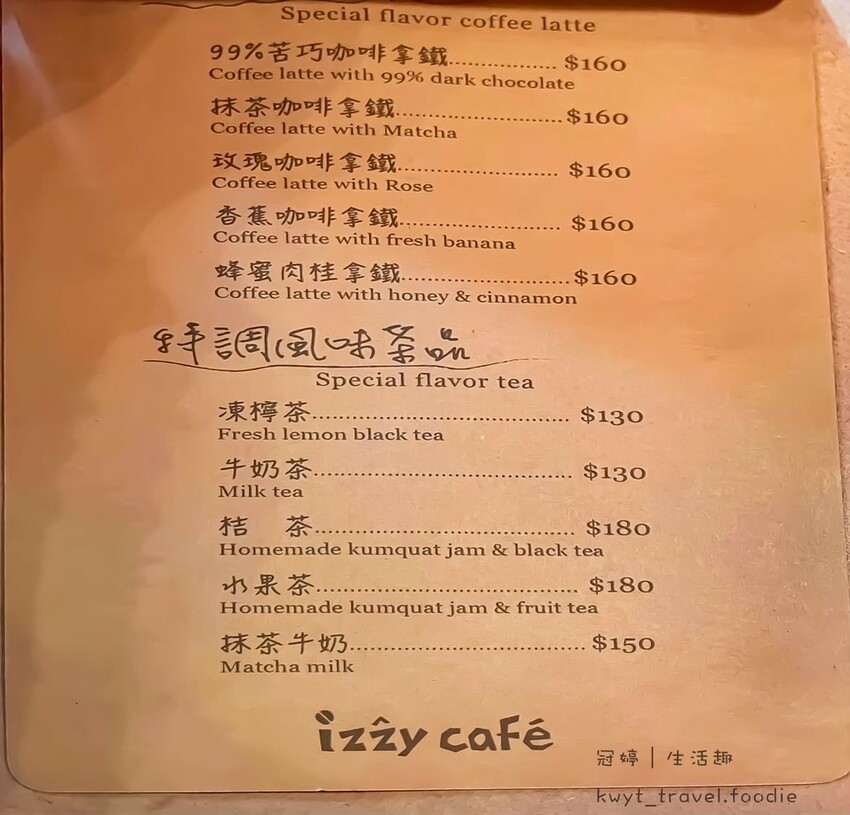 Special flavor coffee latte
99%苦巧咖啡拿鐵................. $160
Coffee latte with 99% dark chocolate
抹茶咖啡拿鐵..........................$160
Coffee latte with Matcha
玫瑰咖啡拿鐵......................... $160
Coffee latte with Rose
香蕉咖啡拿鐵......................... $160
Coffee latte with fresh banana
蜂蜜肉桂拿鐵..........................$160
Coffee latte with honey & cinnamon
特調風味茶品
Special flavor tea
凍檸茶....................................... $130
Fresh lemon black tea
牛奶茶....................................... $130
Milk tea
桔 茶....................................... $180
Homemade kumquat jam & black tea
水果茶....................................... $180
Homemade kumquat jam & fruit tea
抹茶牛奶................................... $150
Matcha milk
izzy café
冠婷 | 生活趣
kwyt_travel.foodie